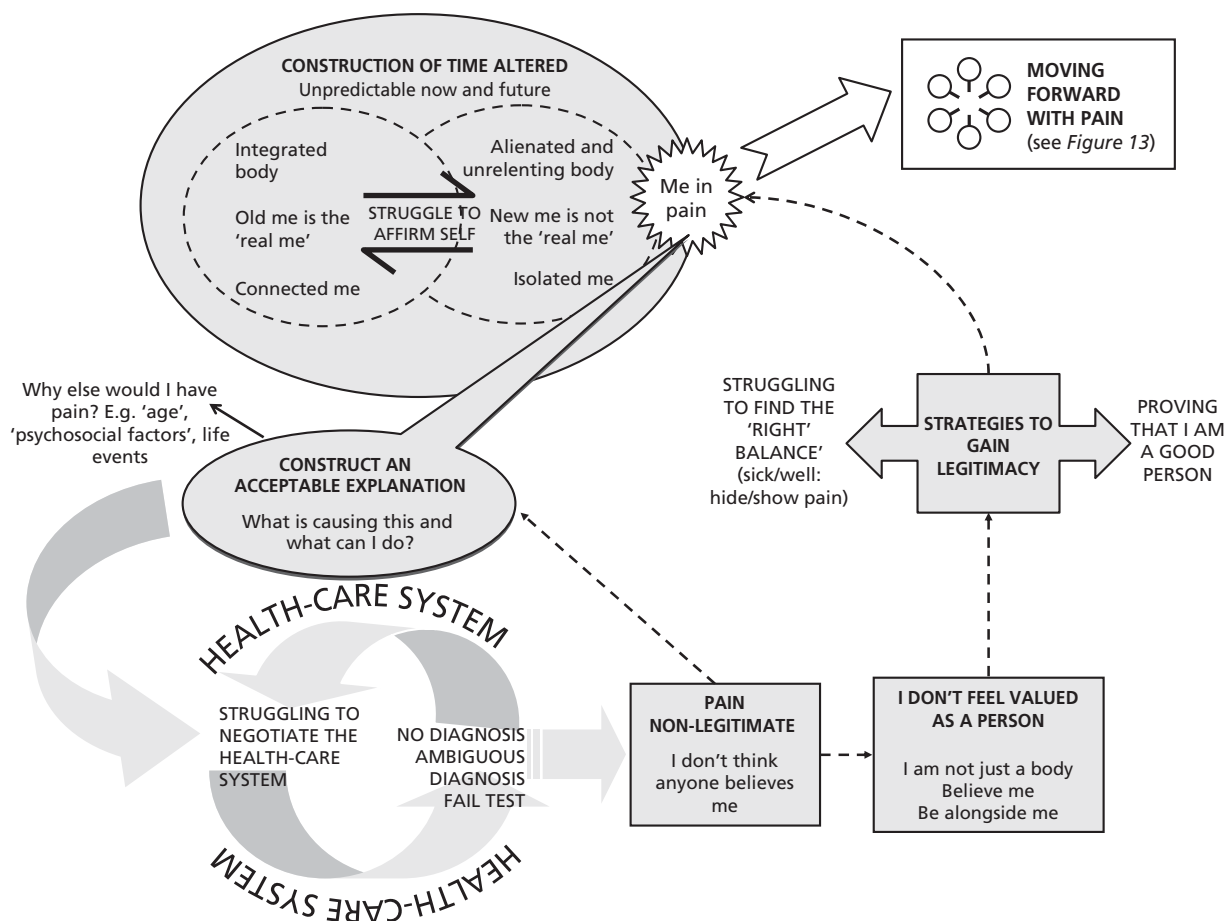 CONSTRUCTION OF TIME ALTERED
Unpredictable now and future
Integrated
body
Old me is the
‘real me’
Connected me
STRUGGLE TO
AFFIRM SELF
Alienated and
unrelenting body
New me is not
the ‘real me’
Isolated me
Me in
pain
MOVING
FORWARD
WITH PAIN
(see Figure 13)
Why else would I have
pain? E.g. ‘age’,
‘psychosocial factors’, life
events
CONSTRUCT AN
ACCEPTABLE EXPLANATION
What is causing this and
what can I do?
STRUGGLING
TO FIND THE
‘RIGHT’
BALANCE’
(sick/well:
hide/show pain)
STRATEGIES TO
GAIN
LEGITIMACY
PROVING
THAT I AM
A GOOD
PERSON
HEALTH-CARE SYSTEM
STRUGGLING TO
NEGOTIATE THE
HEALTH-CARE
SYSTEM
NO DIAGNOSIS
AMBIGUOUS
DIAGNOSIS
FAIL TEST
HEALTH-CARE SYSTEM
PAIN
NON-LEGITIMATE
I don’t think
anyone believes
me
I DON’T FEEL VALUED
AS A PERSON
I am not just a body
Believe me
Be alongside me